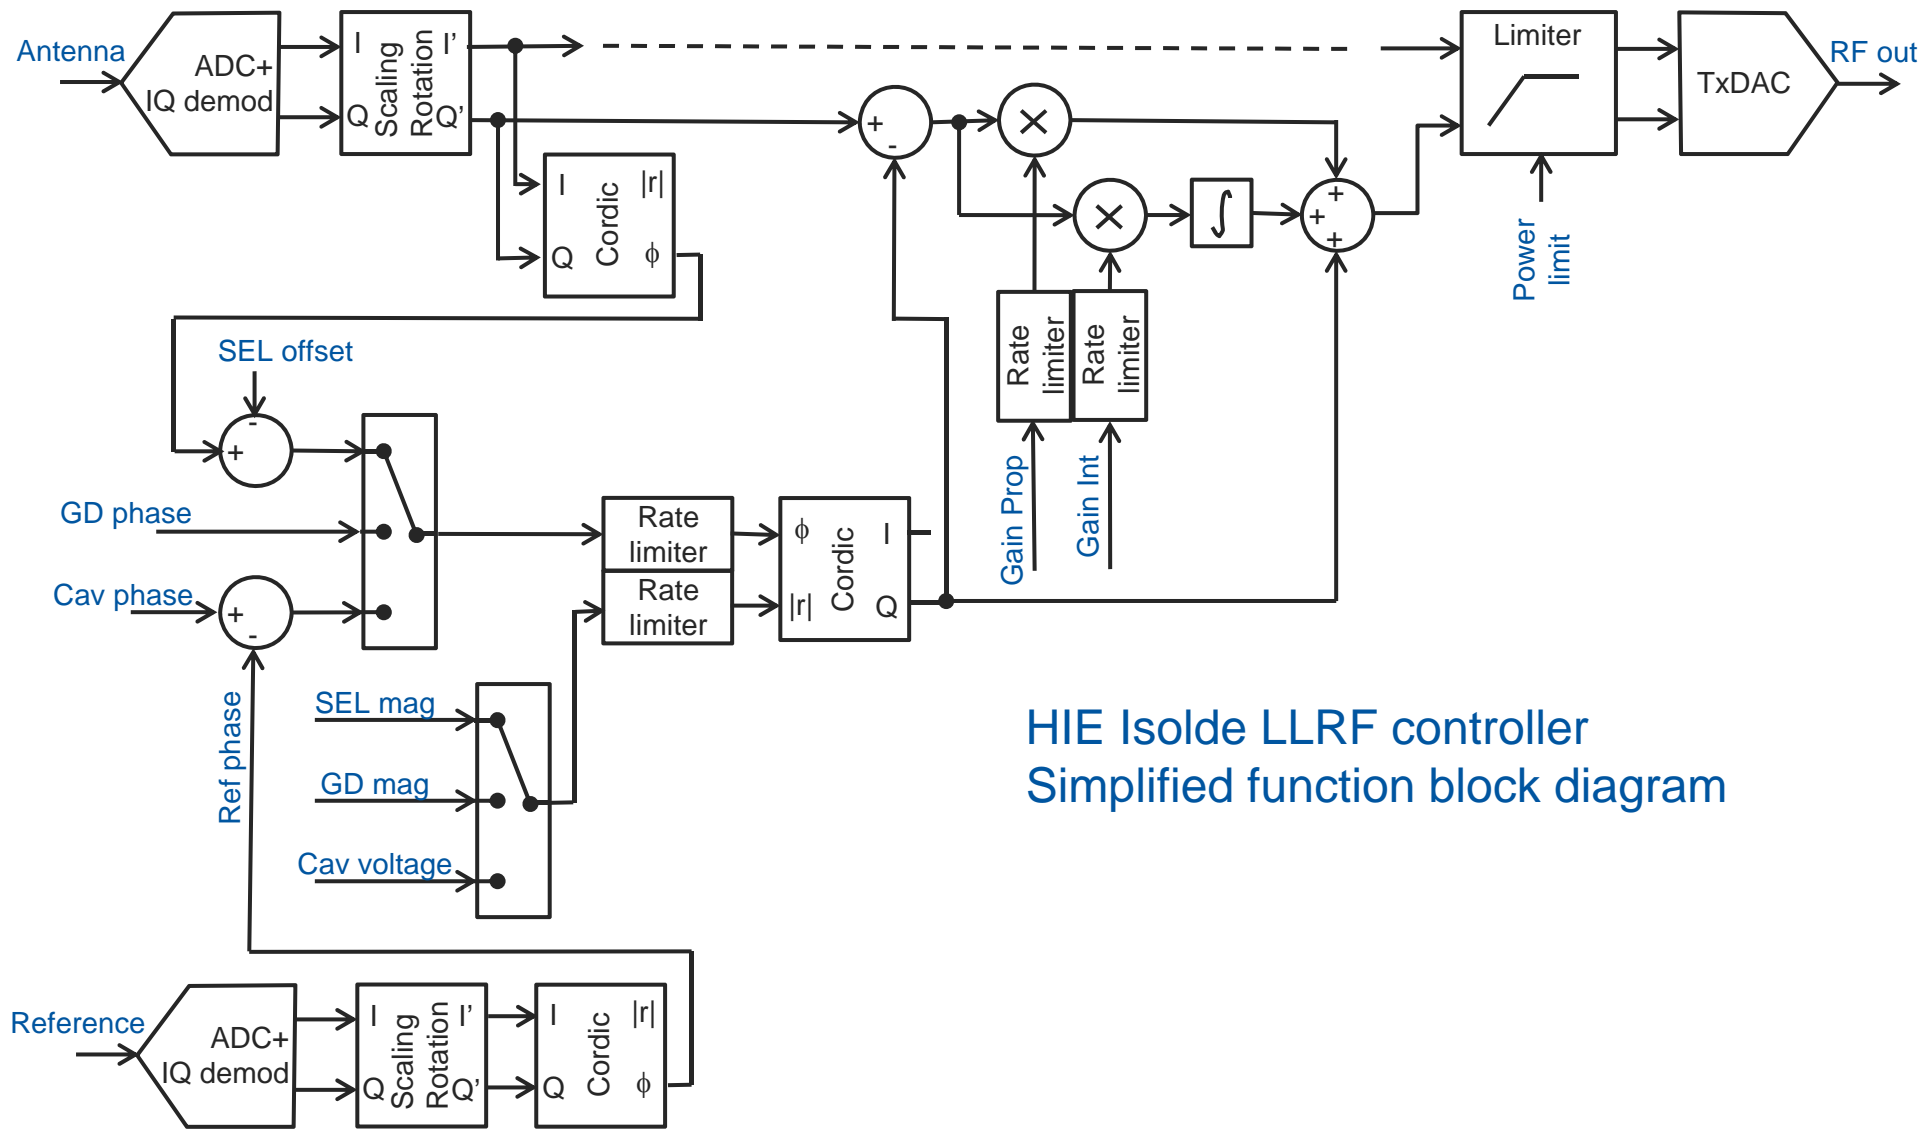 Antenna
ADC+
IQ demod
I
Q
Scaling
Rotation
I'
Q'
Limiter
TxDAC
RF out
Power
limit
I
Q
Cordic
|r|
ϕ
+
-
×
×
∫
+
+
+
Rate
limiter
Rate
limiter
Gain Prop
Gain Int
SEL offset
-
+
GD phase
Cav phase
+
-
Ref phase
Rate
limiter
Rate
limiter
ϕ
|r|
Cordic
I
Q
SEL mag
GD mag
Cav voltage
HIE Isolde LLRF controller
Simplified function block diagram
Reference
ADC+
IQ demod
I
Q
Scaling
Rotation
I'
Q'
I
Q
Cordic
|r|
ϕ